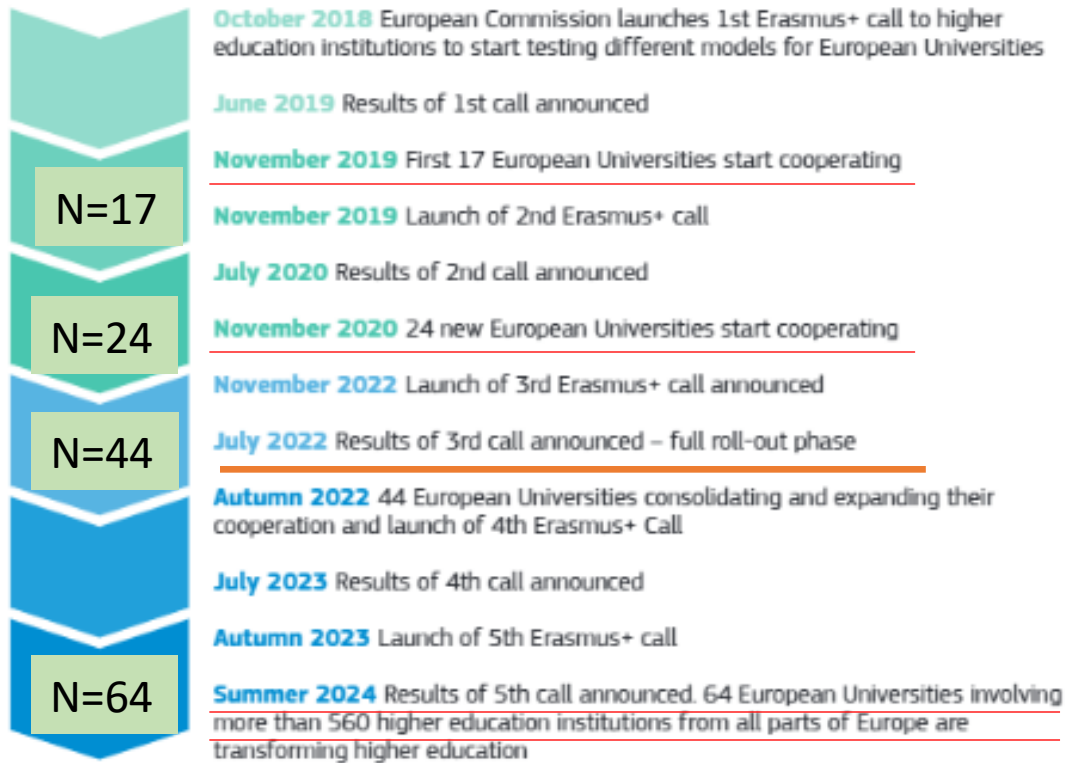 October 2018 European Commission launches 1st Erasmus+ call to higher
education institutions to start testing different models for European Universities
June 2019 Results of 1st call announced
November 2019 First 17 European Universities start cooperating
N=17
November 2019 Launch of 2nd Erasmus+ call
July 2020 Results of 2nd call announced
November 2020 24 new European Universities start cooperating
N=24
November 2022 Launch of 3rd Erasmus+ call announced
July 2022 Results of 3rd call announced – full roll-out phase
N=44
Autumn 2022 44 European Universities consolidating and expanding their
cooperation and launch of 4th Erasmus+ Call
July 2023 Results of 4th call announced
Autumn 2023 Launch of 5th Erasmus+ call
N=64
Summer 2024 Results of 5th call announced. 64 European Universities involving
more than 560 higher education institutions from all parts of Europe are
transforming higher education